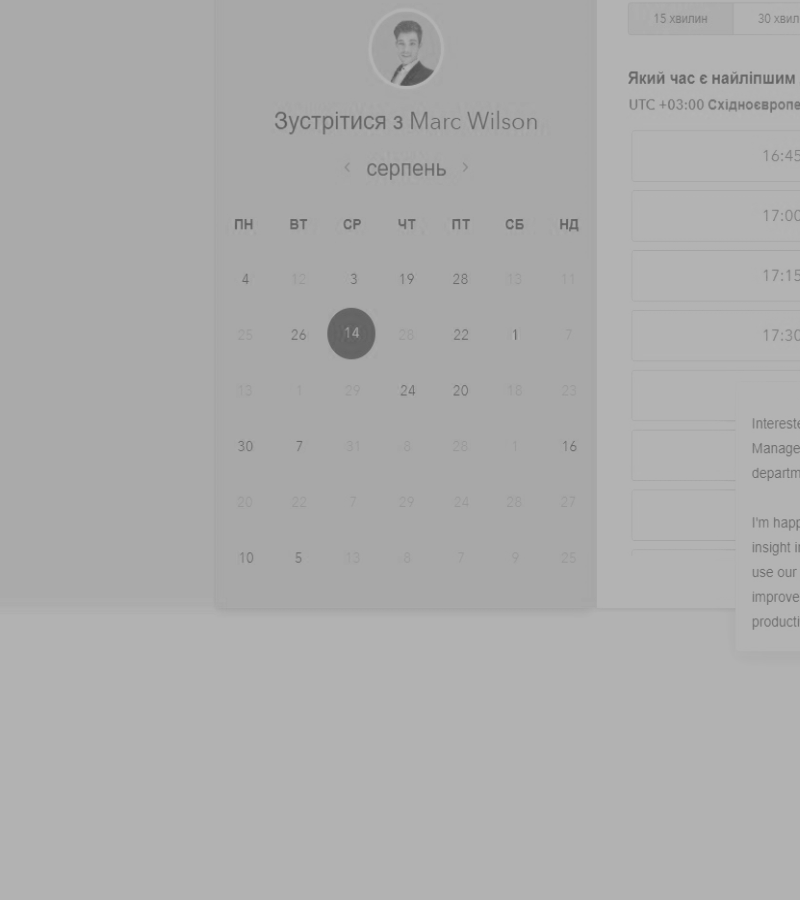 Зустрітися з Marc Wilson
серпень
ПН ВТ СР ЧТ ПТ СБ НД
4 12 3 19 28 13 11
25 26 14 28 22 1 7
13 1 29 24 20 18 23
30 7 31 8 28 1 16
20 22 7 29 24 28 27
10 5 13 8 7 9 25
15 хвилин 30 хвил
Який час є найліпшим
UTC +03:00 Східноєвропе
16:45
17:00
17:15
17:30
Intereste
Manage
departm
I'm happ
insight i
use our
improve
producti